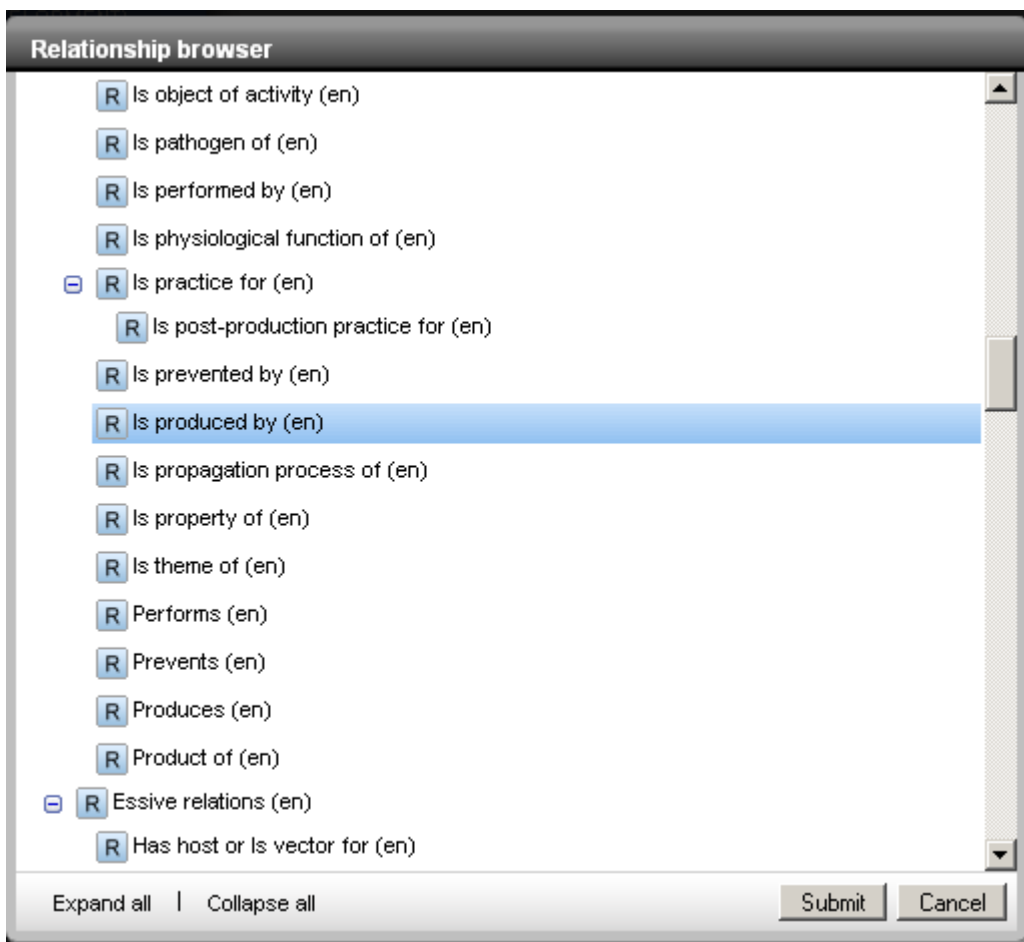 Relationship browser
R Is object of activity (en)
R Is pathogen of (en)
R Is performed by (en)
R Is physiological function of (en)
R Is practice for (en)
R Is post-production practice for (en)
R Is prevented by (en)
R Is produced by (en)
R Is propagation process of (en)
R Is property of (en)
R Is theme of (en)
R Performs (en)
R Prevents (en)
R Produces (en)
R Product of (en)
R Essive relations (en)
R Has host or Is vector for (en)
Expand all | Collapse all Submit Cancel